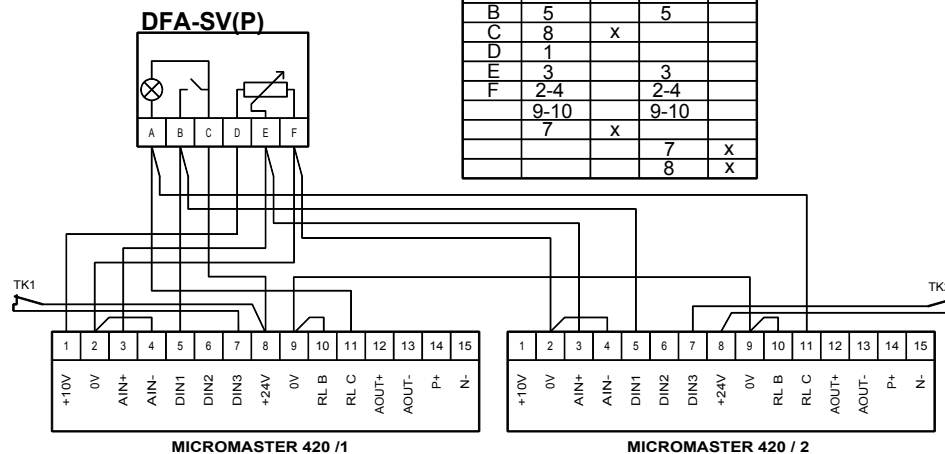 DFA-SV(P)
B 5 5
C 8 x
D 1
E 3 3
F 2-4 2-4
9-10 9-10
7 x
7 x
8 x
A B C D E F
TK1
1 2 3 4 5 6 7 8 9 10 11 12 13 14 15
+10V 0V AIN+ AIN- DIN1 DIN2 DIN3 +24V 0V RL B RL C AOUT+ AOUT- P+ N-
MICROMASTER 420 /1
1 2 3 4 5 6 7 8 9 10 11 12 13 14 15
+10V 0V AIN+ AIN- DIN1 DIN2 DIN3 +24V 0V RL B RL C AOUT+ AOUT- P+ N-
MICROMASTER 420 / 2